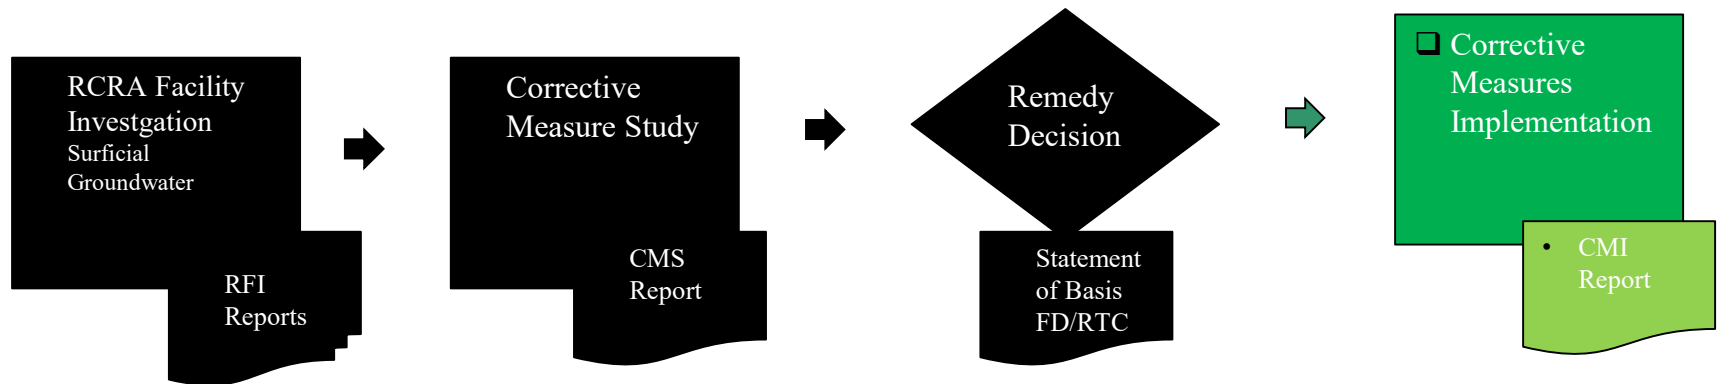 RCRA Facility
Investgation
Surficial
Groundwater
RFI
Reports
Corrective
Measure Study
CMS
Report
Remedy
Decision
Statement
of Basis
FD/RTC
❑ Corrective
Measures
Implementation
• CMI
Report